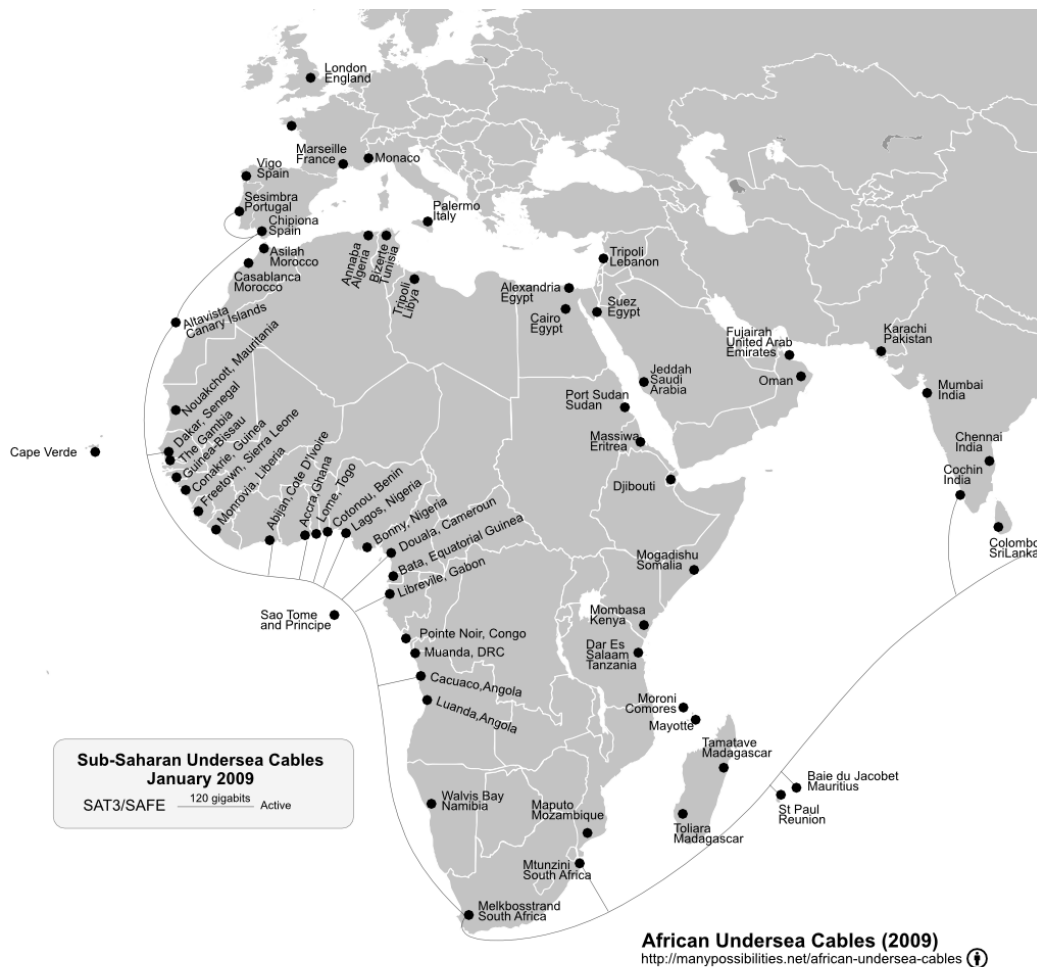 London
England
Marseille
France
Monaco
Vigo
Spain
Sesimbra
Portugal
Chipiona
Spain
Palermo
Italy
Asilah
Morocco
Casablanca
Morocco
Annaba
Algeria
Bizerte
Tunisia
Tripoli
Libya
Tripoli
Lebanon
Alexandria
Egypt
Cairo
Egypt
Suez
Egypt
Altavista
Canary Islands
Fujairah
United Arab
Emirates
Oman
Karachi
Pakistan
Jeddah
Saudi
Arabia
Mumbai
India
Port Sudan
Sudan
Massiwa
Eritrea
Djibouti
Chennai
India
Cochin
India
Colombo
SriLanka
Cape Verde
Nouakchott, Mauritania
Dakar, Senegal
The Gambia
Guinea-Bissau
Conakrie, Guinea
Freetown, Sierra Leone
Monrovia, Liberia
Abijan,Cote D'Ivoire
Accra,Ghana
Lome, Togo
Cotonou, Benin
Lagos, Nigeria
Bonny, Nigeria
Douala, Cameroun
Bata, Equatorial Guinea
Librevile, Gabon
Sao Tome
and Principe
Mogadishu
Somalia
Mombasa
Kenya
Pointe Noir, Congo
Muanda, DRC
Dar Es
Salaam
Tanzania
Cacuaco,Angola
Luanda,Angola
Moroni
Comores
Mayotte
Tamatave
Madagascar
Baie du Jacobet
Mauritius
St Paul
Reunion
Toliara
Madagascar
Walvis Bay
Namibia
Maputo
Mozambique
Mtunzini
South Africa
Melkbosstrand
South Africa
Sub-Saharan Undersea Cables
January 2009
SAT3/SAFE 120 gigabits Active
African Undersea Cables (2009)
http://manypossibilities.net/african-undersea-cables